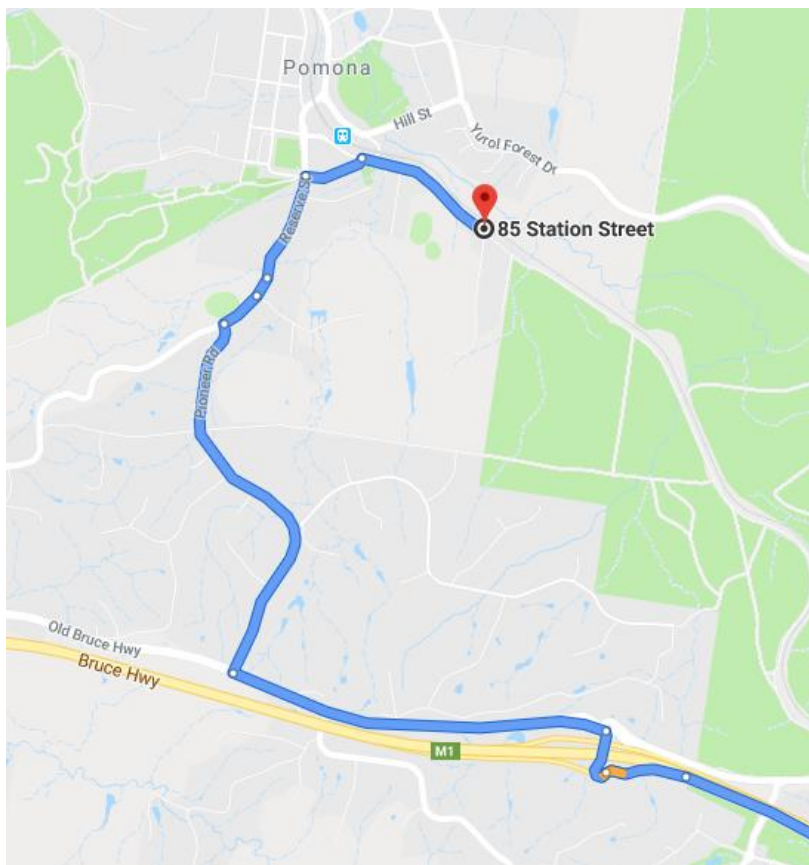 Pomona
Hill St
Yurol Forest Dr
85 Station Street
Reserve St
Pioneer Rd
Old Bruce Hwy
Bruce Hwy
M1